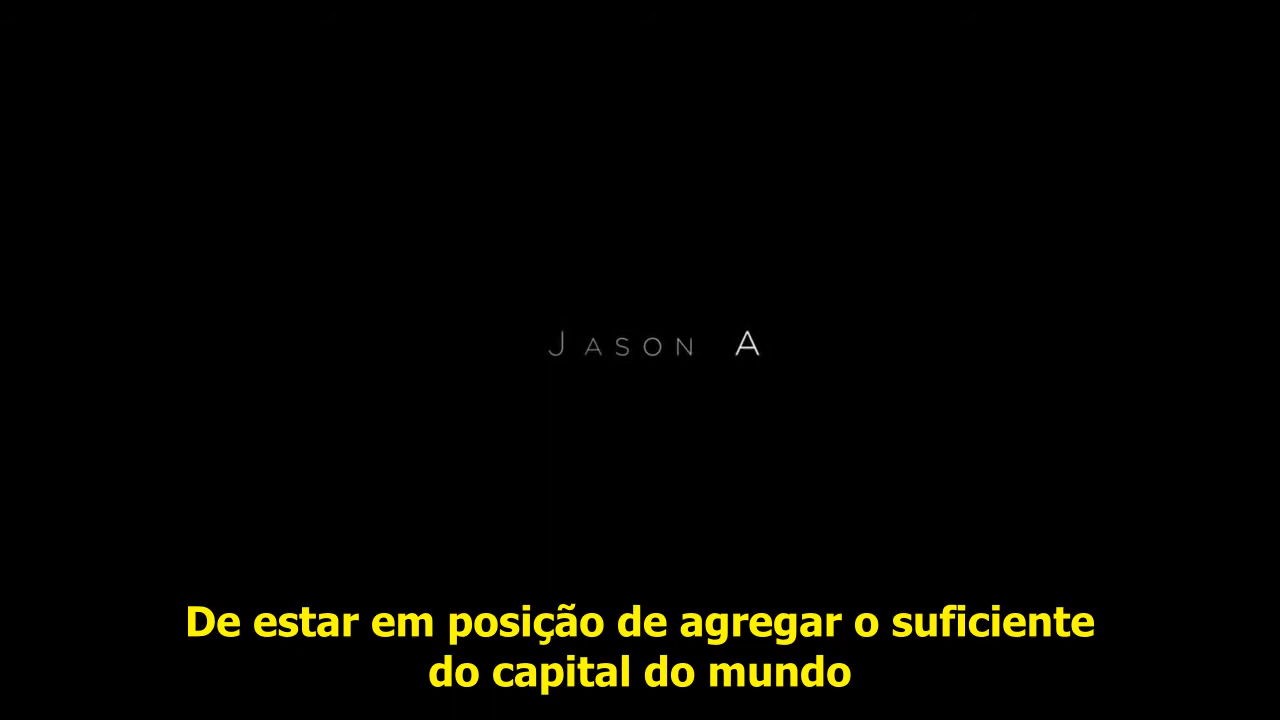 Jason A
De estar em posição de agregar o suficiente
do capital do mundo